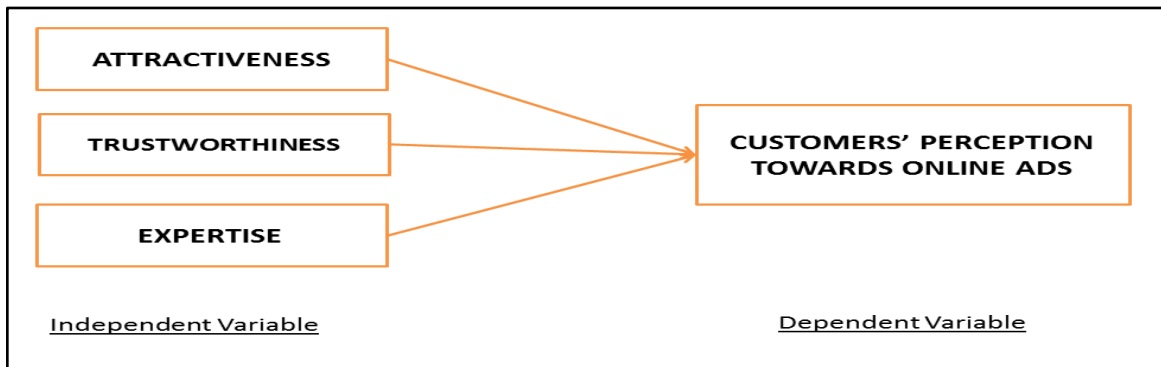 ATTRACTIVENESS
TRUSTWORTHINESS
EXPERTISE
CUSTOMERS’ PERCEPTION
TOWARDS ONLINE ADS
Independent Variable
Dependent Variable